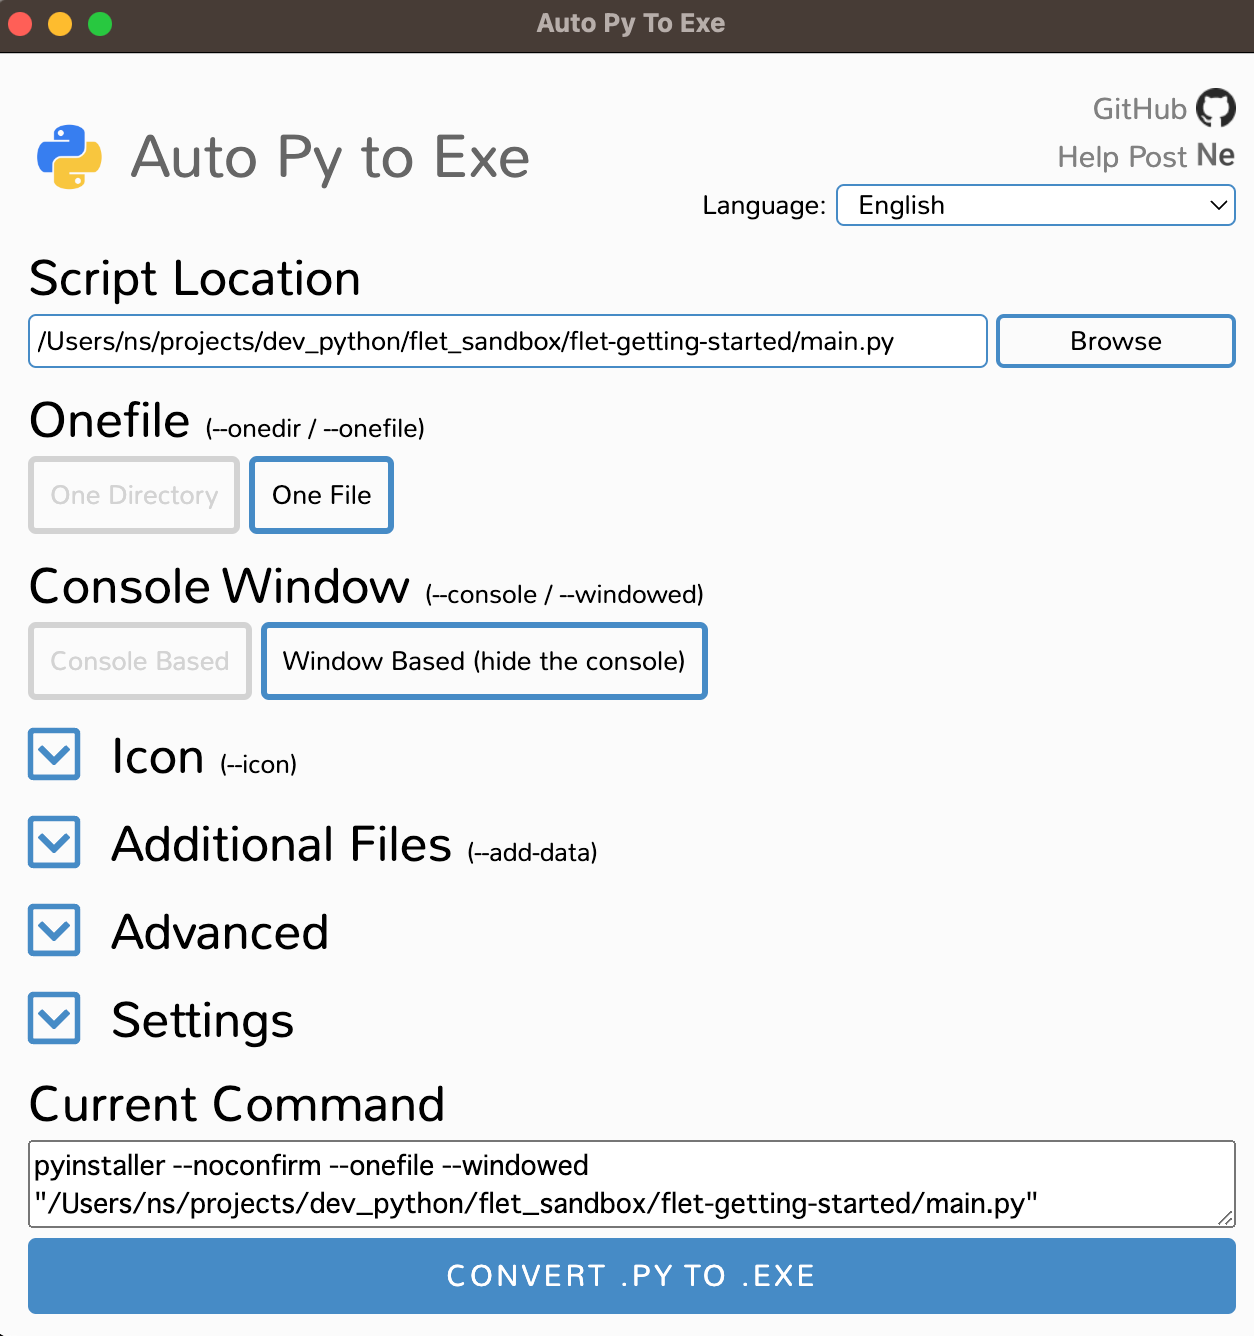 Auto Py To Exe
GitHub
Help Post Ne
Auto Py to Exe
Language: English
Script Location
/Users/ns/projects/dev_python/flet_sandbox/flet-getting-started/main.py
Browse
Onefile (--onedir / --onefile)
One Directory
One File
Console Window (--console / --windowed)
Console Based
Window Based (hide the console)
Icon (--icon)
Additional Files (--add-data)
Advanced
Settings
Current Command
pyinstaller --noconfirm --onefile --windowed
"/Users/ns/projects/dev_python/flet_sandbox/flet-getting-started/main.py"
CONVERT .PY TO .EXE